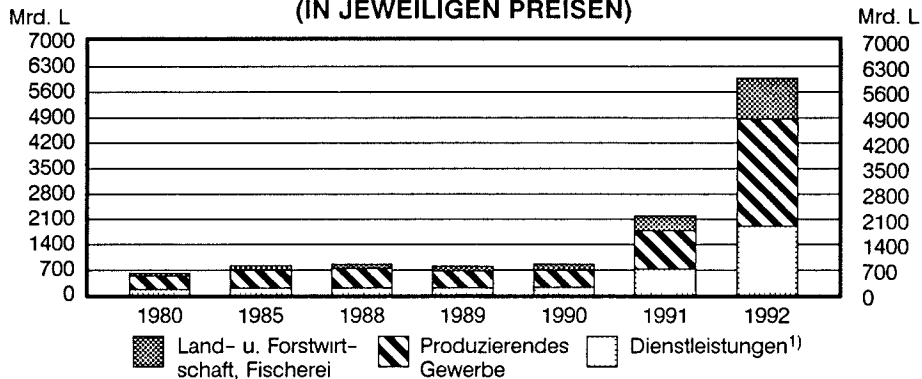 (IN JEWEILIGEN PREISEN)
Mrd. L Mrd. L
7000 7000
6300 6300
5600 5600
4900 4900
4200 4200
3500 3500
2800 2800
2100 2100
1400 1400
700 700
0 0
1980 1985 1988 1989 1990 1991 1992
Land- u. Forstwirt- Produzierendes Dienstleistungen1)
schaft, Fischerei Gewerbe